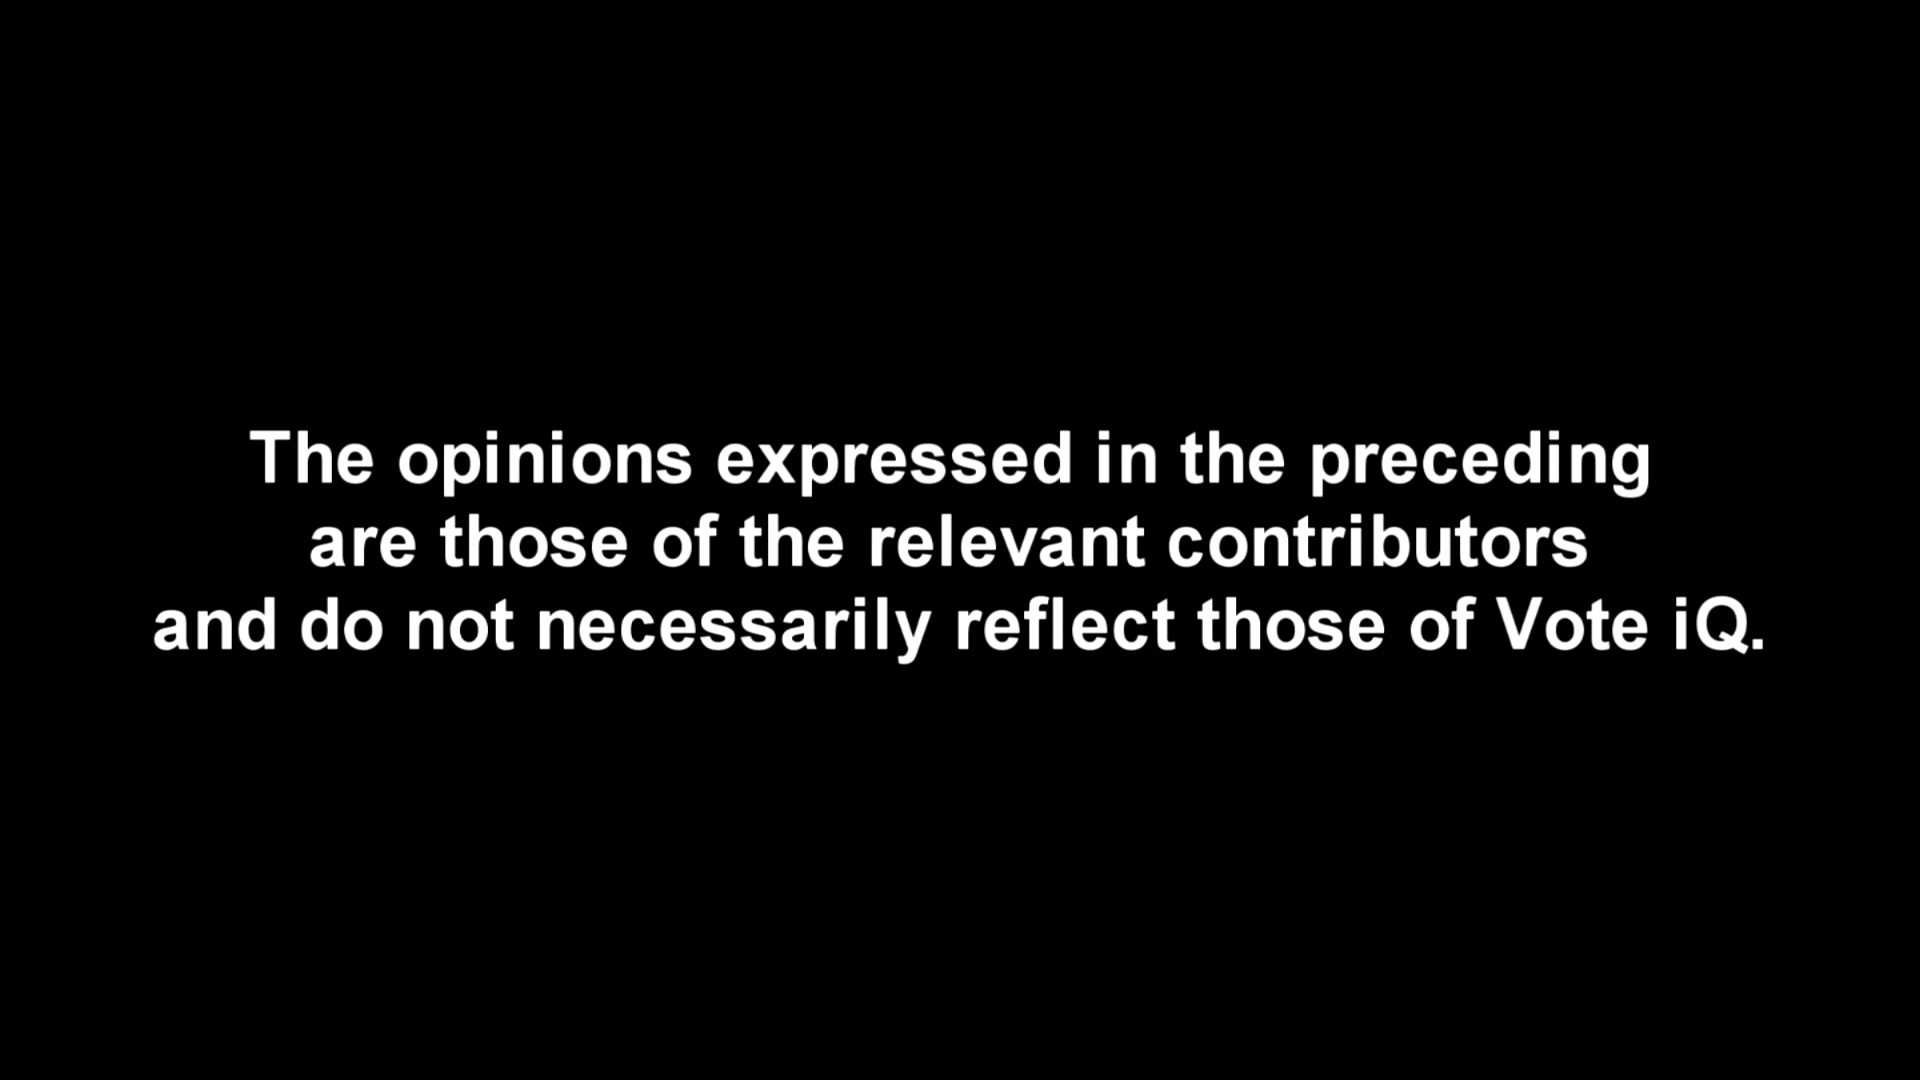 The opinions expressed in the preceding
are those of the relevant contributors
and do not necessarily reflect those of Vote iQ.